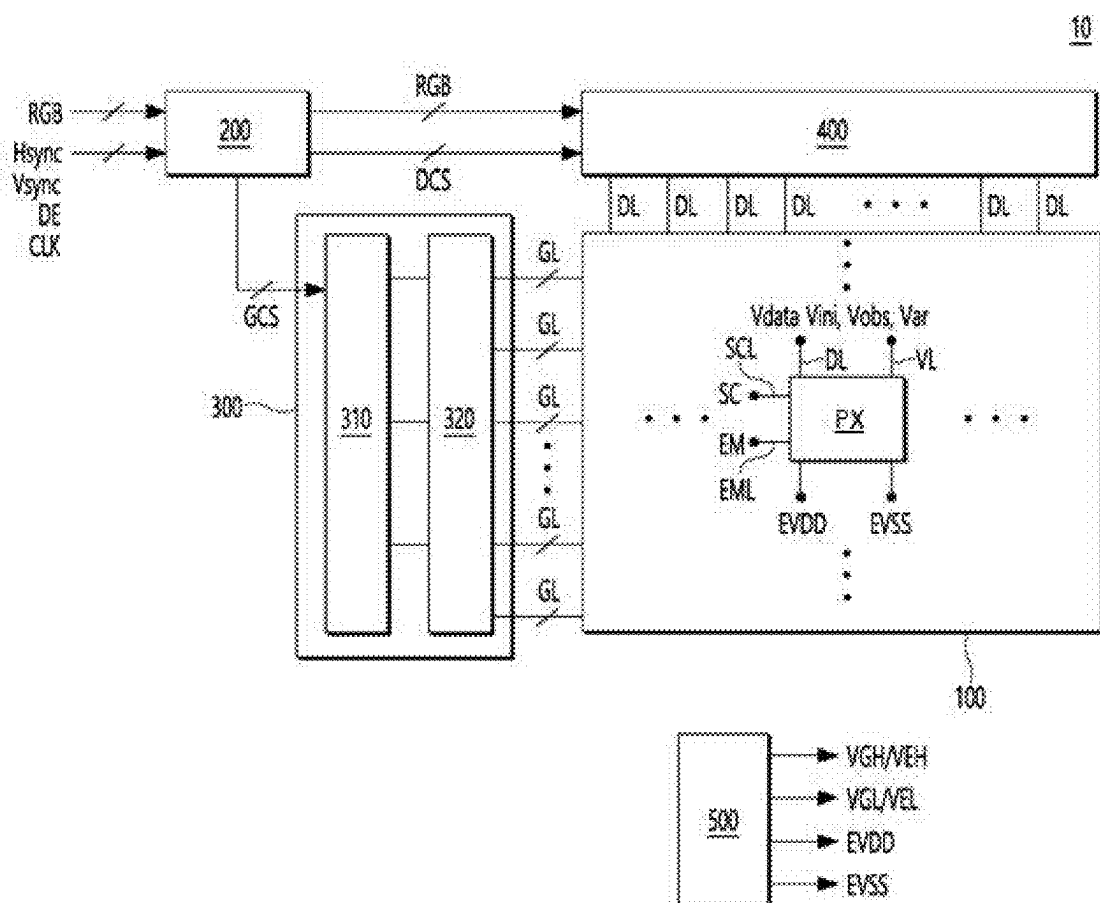 10
RGB
Hsync
Vsync
DE
CLK
200
RGB
DCS
400
DL DL DL DL DL DL
GCS
300
310
320
GL
GL
GL
GL
GL
Vdata Vini, Vobs, Var
SCL
DL
VL
SC
PX
EM
EML
EVDD
EVSS
100
500
VGH/VEH
VGL/VEL
EVDD
EVSS